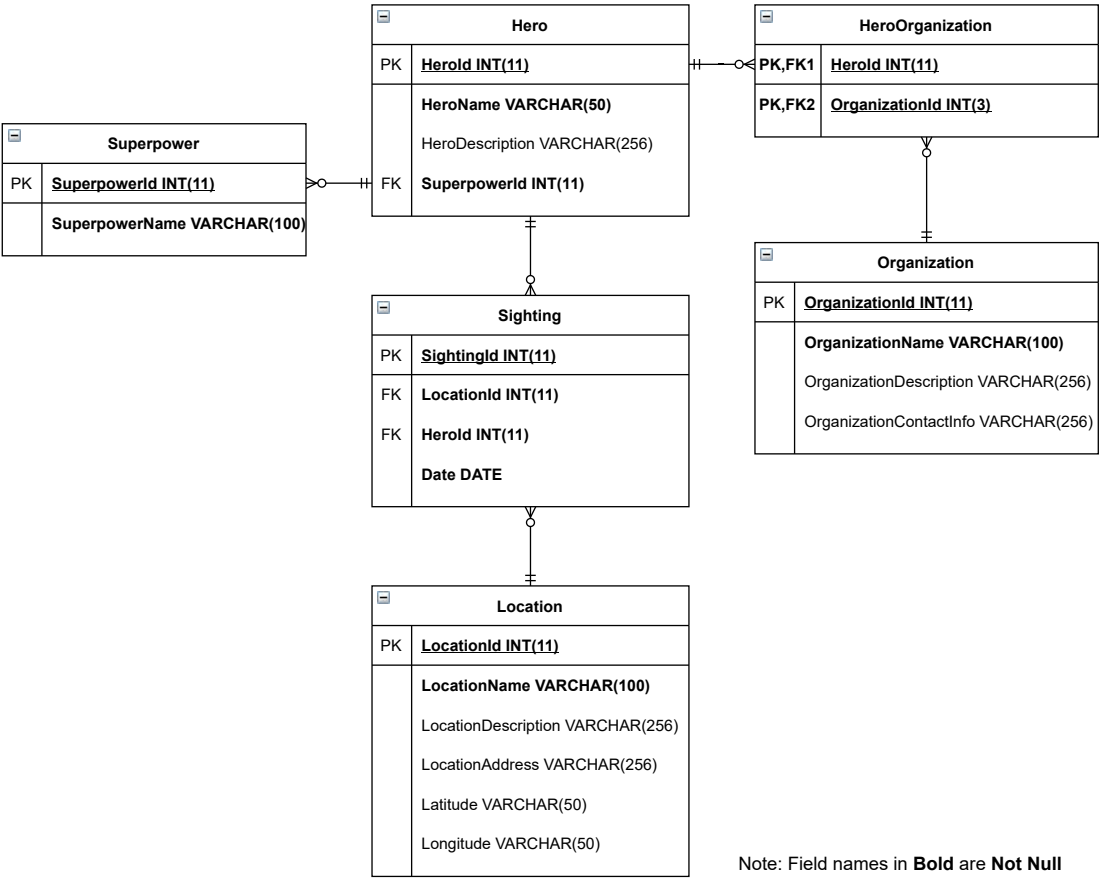 Hero
PK HeroId INT(11)
HeroName VARCHAR(50)
HeroDescription VARCHAR(256)
FK SuperpowerId INT(11)
HeroOrganization
PK,FK1 HeroId INT(11)
PK,FK2 OrganizationId INT(3)
Superpower
PK SuperpowerId INT(11)
SuperpowerName VARCHAR(100)
Organization
PK OrganizationId INT(11)
OrganizationName VARCHAR(100)
OrganizationDescription VARCHAR(256)
OrganizationContactInfo VARCHAR(256)
Sighting
PK SightingId INT(11)
FK LocationId INT(11)
FK HeroId INT(11)
Date DATE
Location
PK LocationId INT(11)
LocationName VARCHAR(100)
LocationDescription VARCHAR(256)
LocationAddress VARCHAR(256)
Latitude VARCHAR(50)
Longitude VARCHAR(50)
Note: Field names in Bold are Not Null